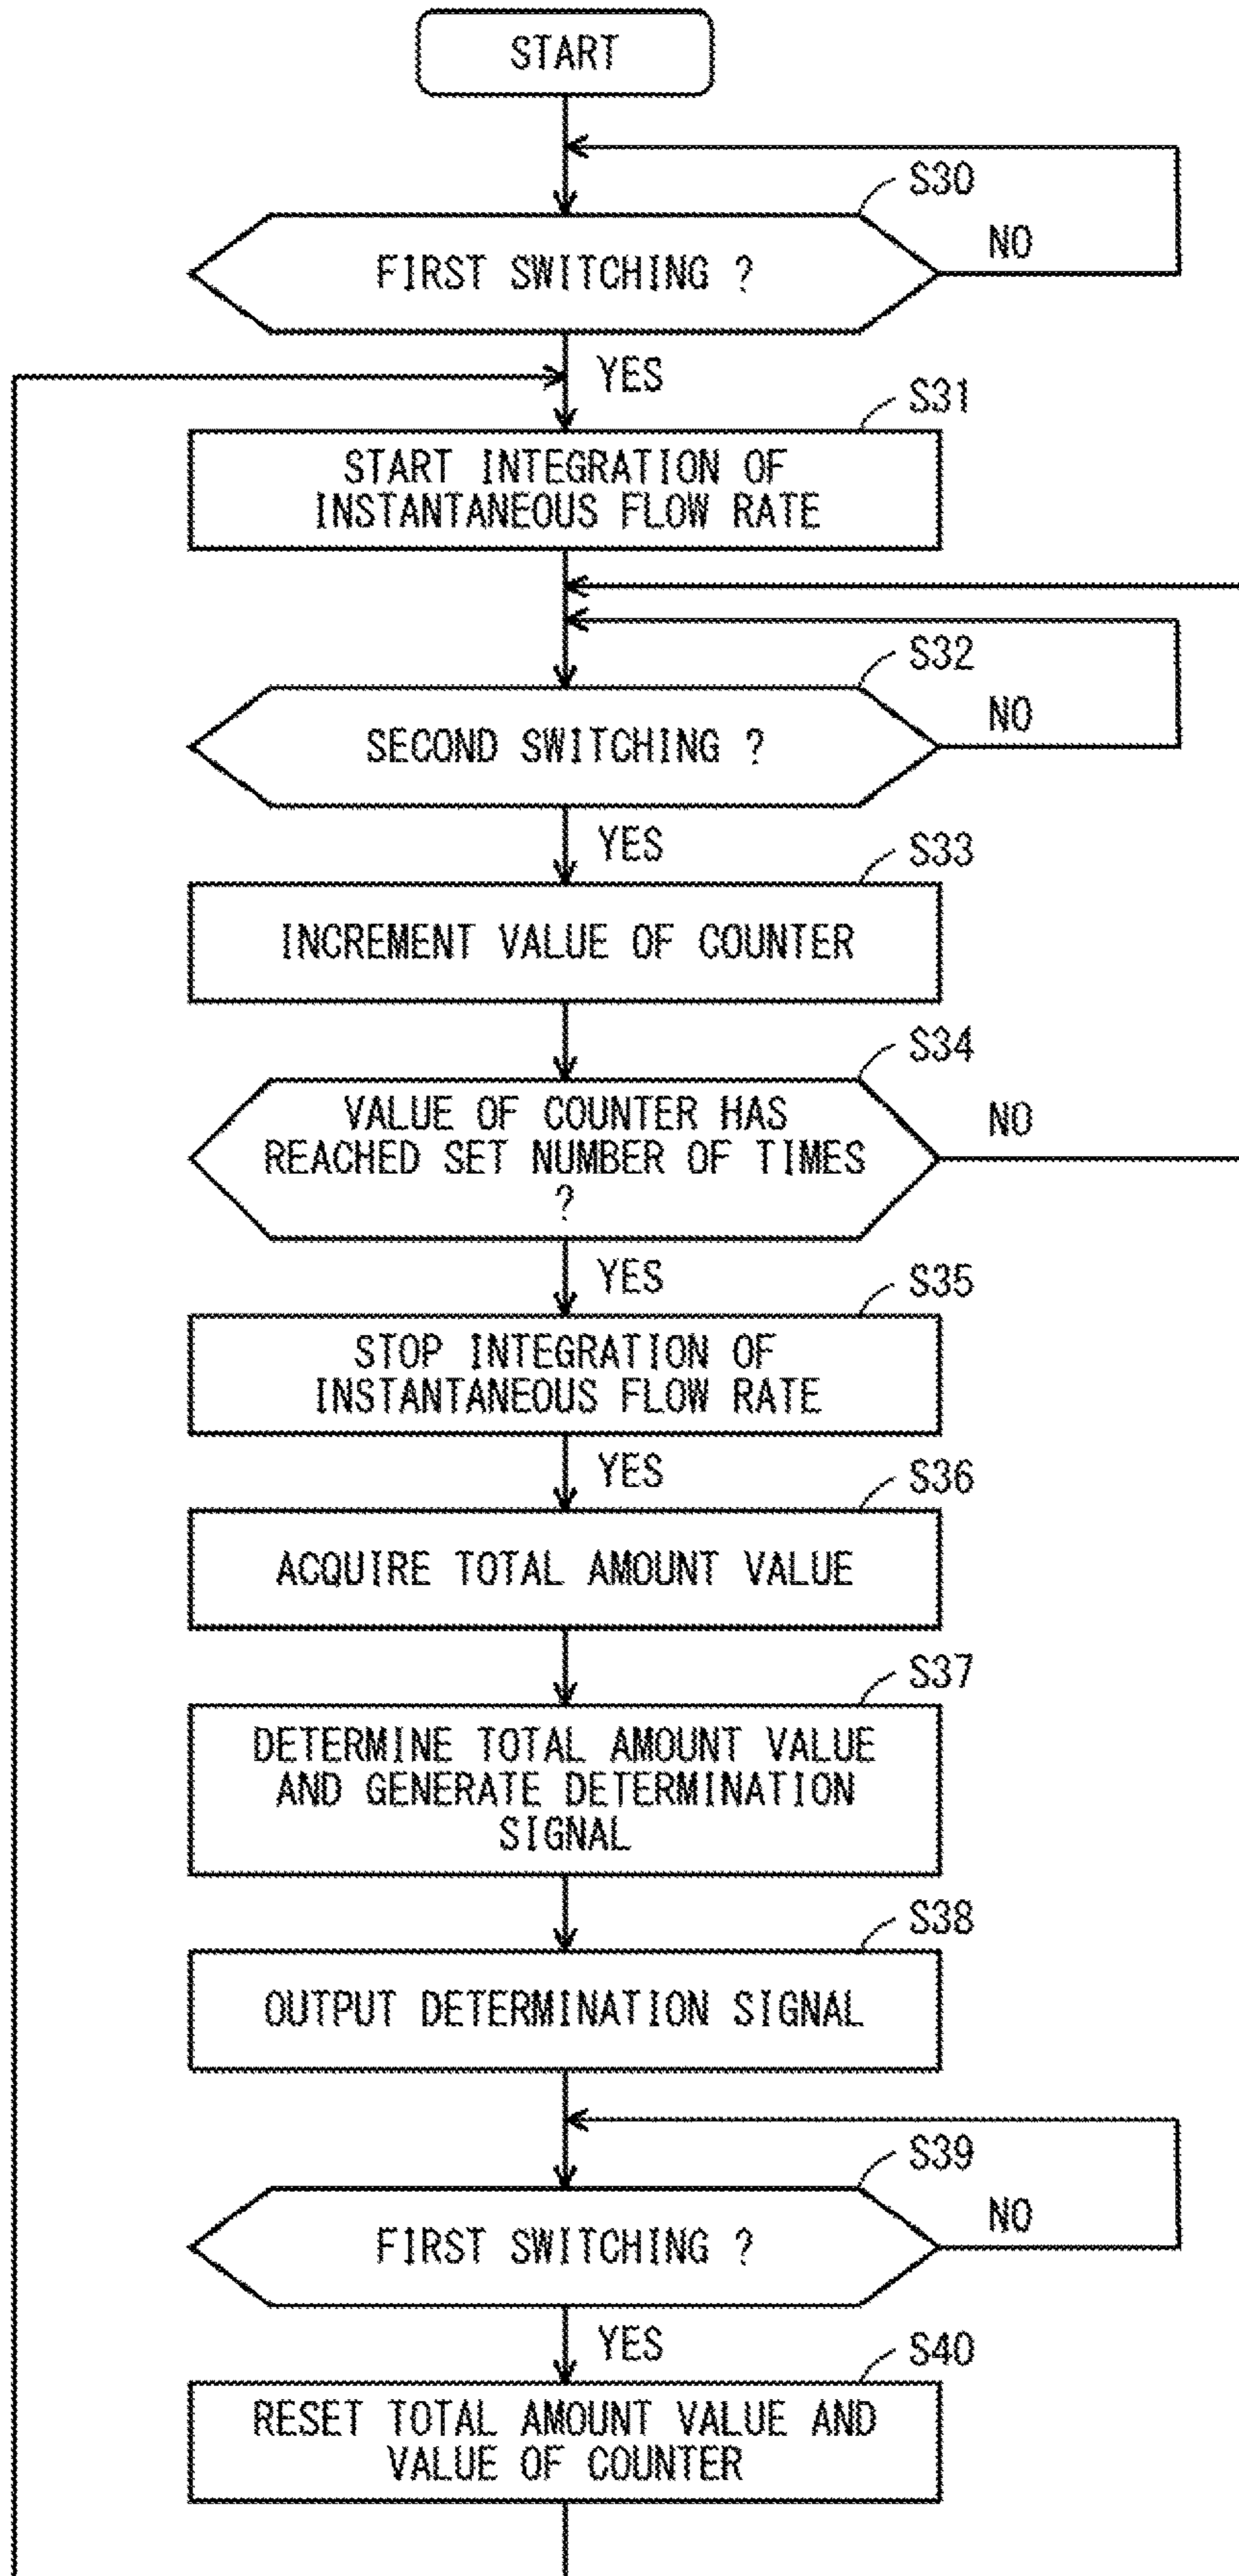 START
S30
FIRST SWITCHING ?
NO
YES
S31
START INTEGRATION OF
INSTANTANEOUS FLOW RATE
S32
SECOND SWITCHING ?
NO
YES
S33
INCREMENT VALUE OF COUNTER
S34
VALUE OF COUNTER HAS
REACHED SET NUMBER OF TIMES
?
NO
YES
S35
STOP INTEGRATION OF
INSTANTANEOUS FLOW RATE
YES
S36
ACQUIRE TOTAL AMOUNT VALUE
S37
DETERMINE TOTAL AMOUNT VALUE
AND GENERATE DETERMINATION
SIGNAL
S38
OUTPUT DETERMINATION SIGNAL
S39
FIRST SWITCHING ?
NO
YES
S40
RESET TOTAL AMOUNT VALUE AND
VALUE OF COUNTER